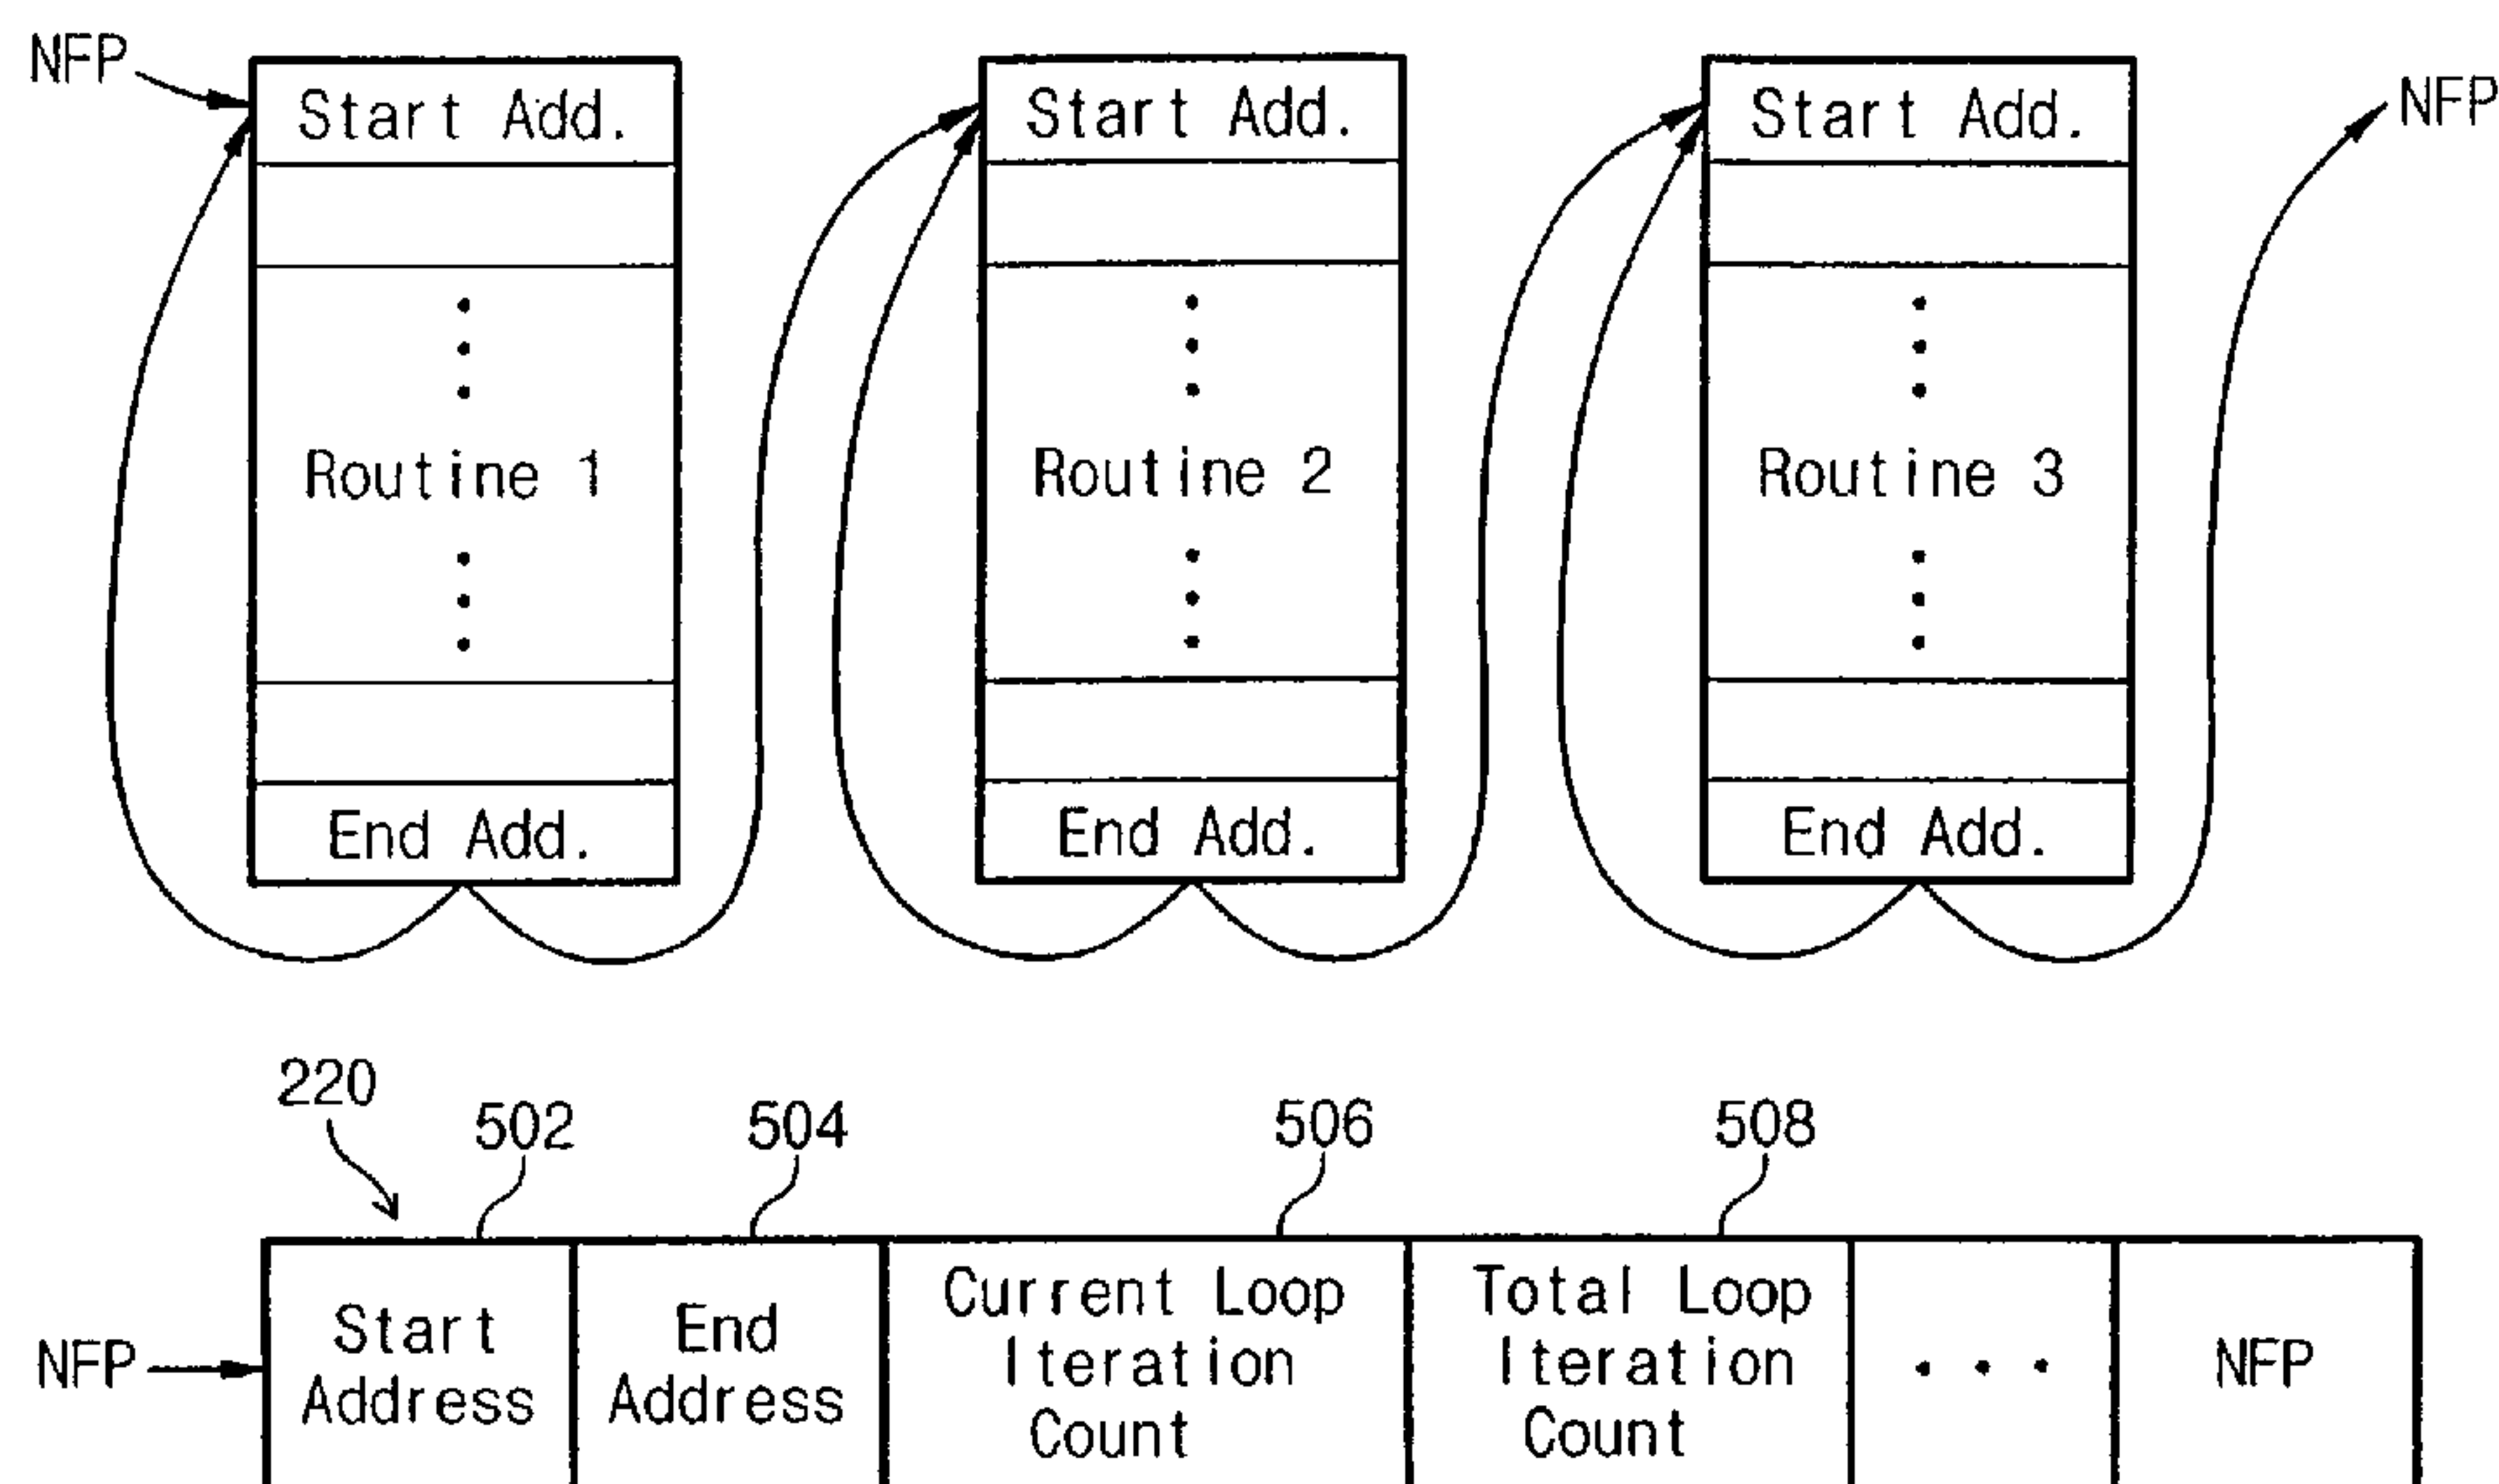 NFP
Start Add.
Start Add.
Start Add.
NFP
Routine 1
Routine 2
Routine 3
End Add.
End Add.
End Add.
220
502
504
506
508
NFP
Start
Address
End
Address
Current Loop
Iteration
Count
Total Loop
Iteration
Count
• • •
NFP